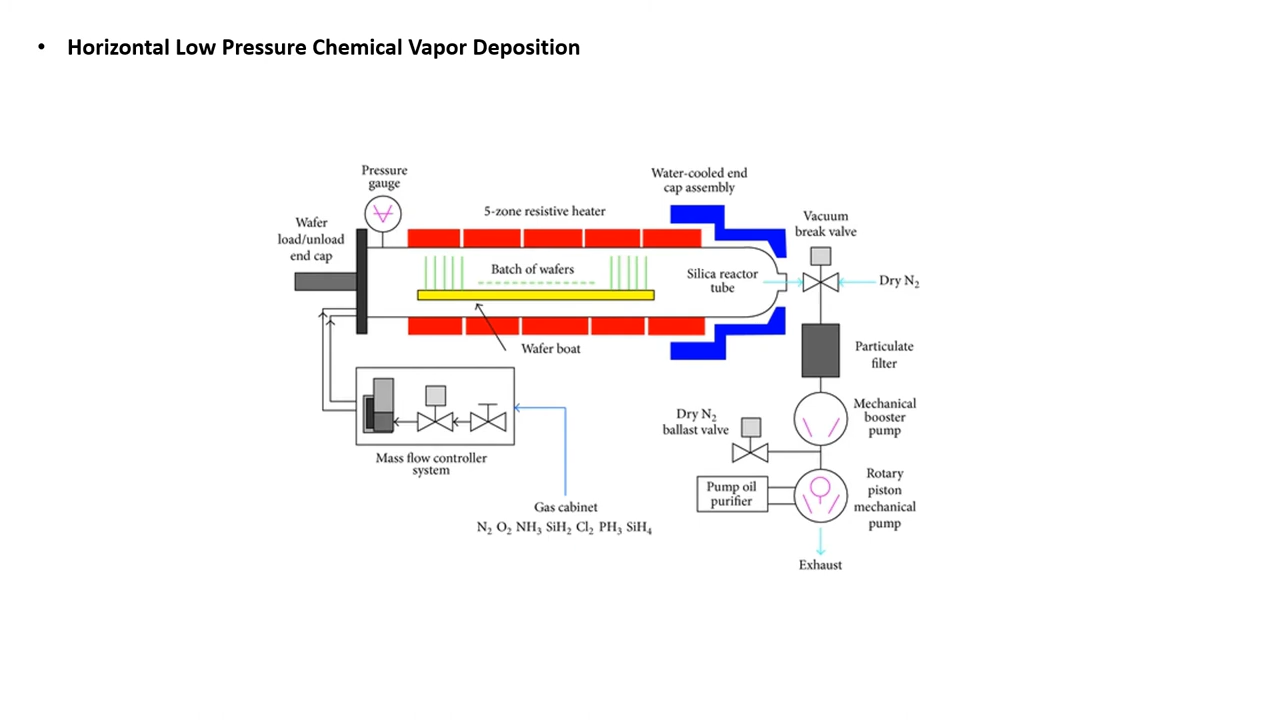 • Horizontal Low Pressure Chemical Vapor Deposition
Pressure
gauge
Water-cooled end
cap assembly
5-zone resistive heater
Vacuum
break valve
Wafer
load/unload
end cap
Batch of wafers
Silica reactor
tube
Dry N₂
Wafer boat
Particulate
filter
Mechanical
booster
pump
Dry N₂
ballast valve
Mass flow controller
system
Rotary
piston
mechanical
pump
Pump oil
purifier
Gas cabinet
N₂ O₂ NH₃ SiH₂ Cl₂ PH₃ SiH₄
Exhaust